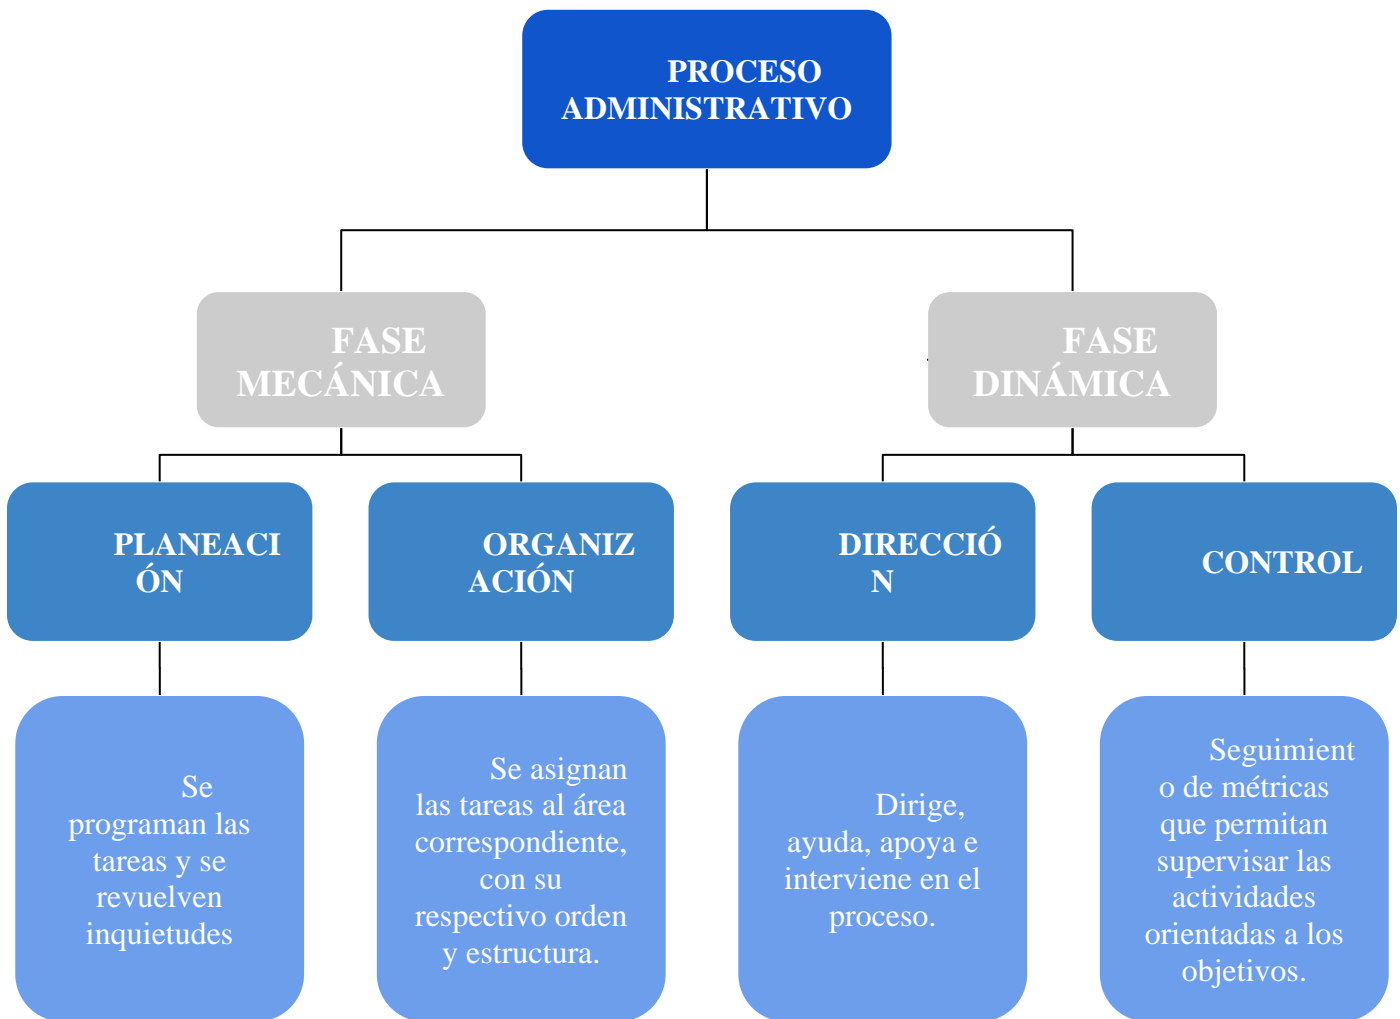 PROCESO
ADMINISTRATIVO
FASE
MECÁNICA
FASE
DINÁMICA
PLANEACI
ÓN
ORGANIZ
ACIÓN
DIRECCIÓ
N
CONTROL
Se
programan las
tareas y se
revuelven
inquietudes
Se asignan
las tareas al área
correspondiente,
con su
respectivo orden
y estructura.
Dirige,
ayuda, apoya e
interviene en el
proceso.
Seguimient
o de métricas
que permitan
supervisar las
actividades
orientadas a los
objetivos.